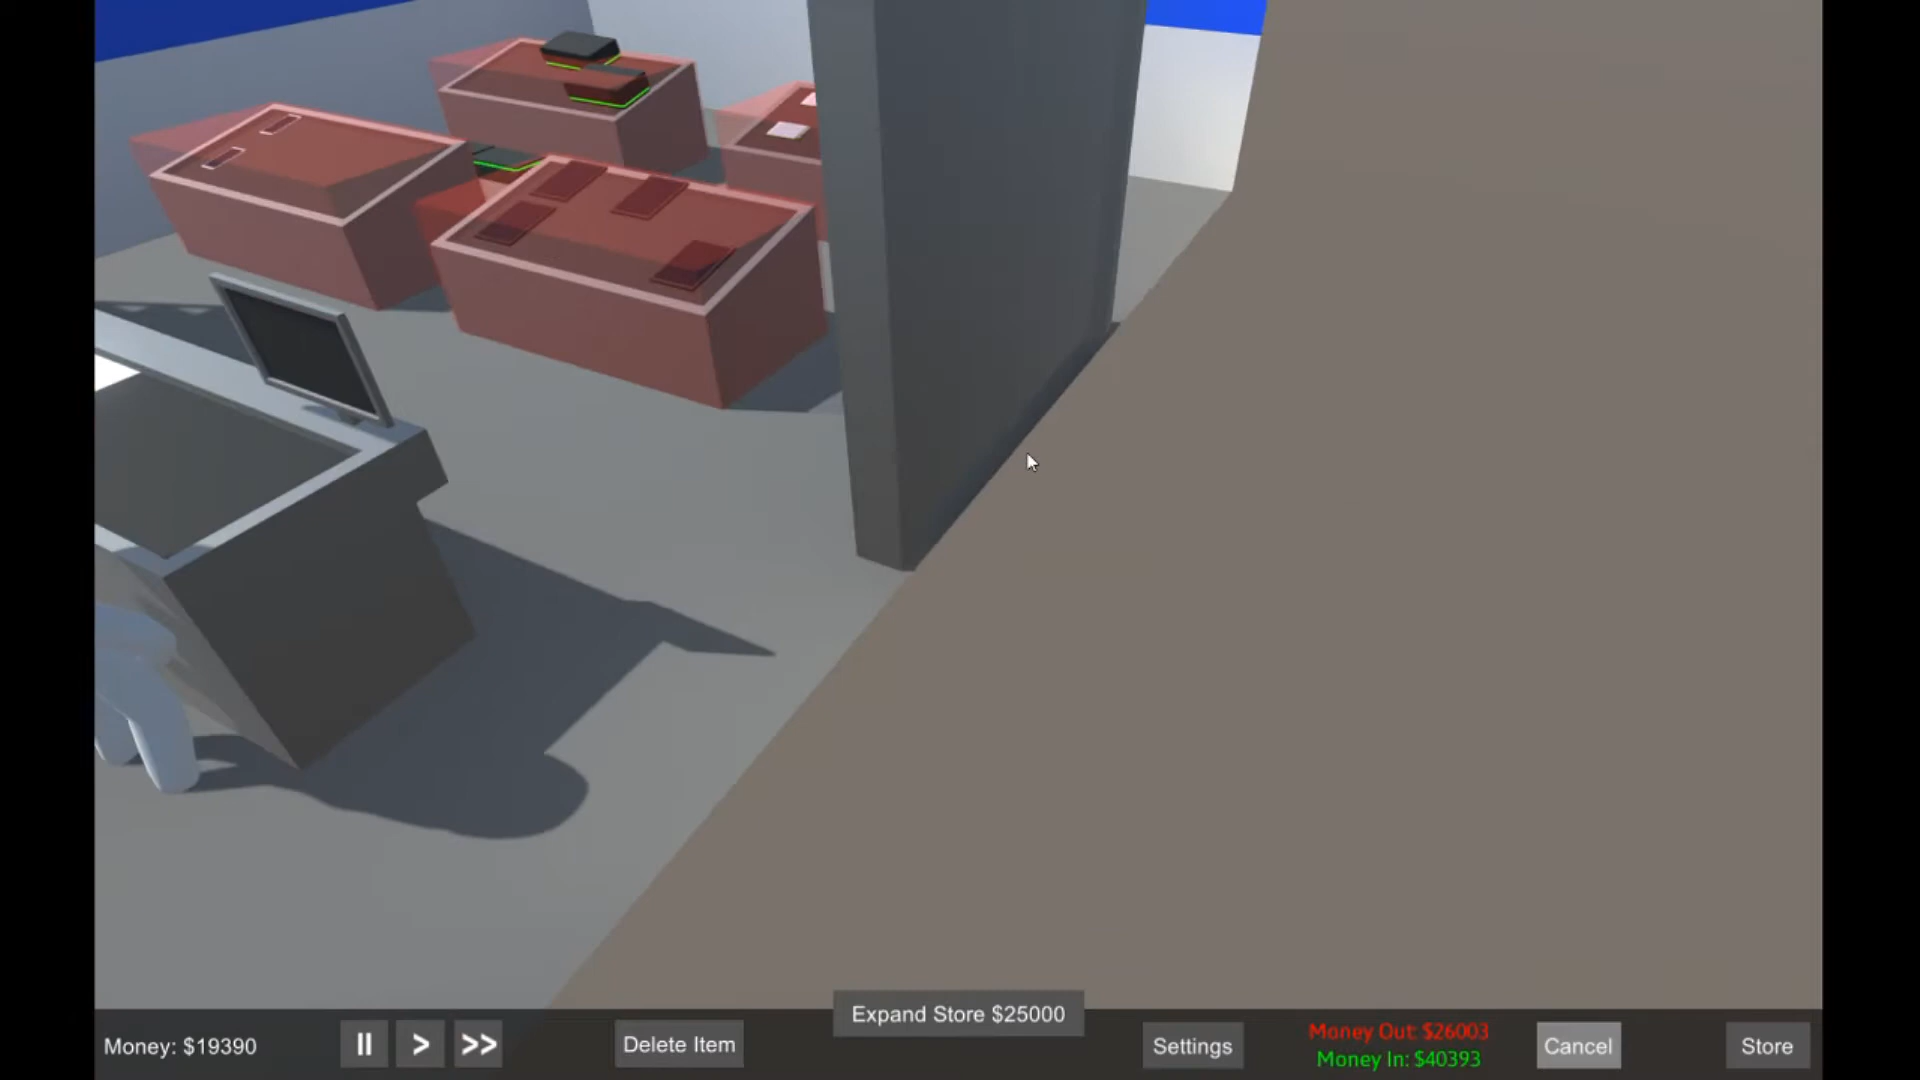 Expand Store $25000
Money: $19390
>
>>
Delete Item
Settings
Money Out: $26003
Money In: $40393
Cancel
Store